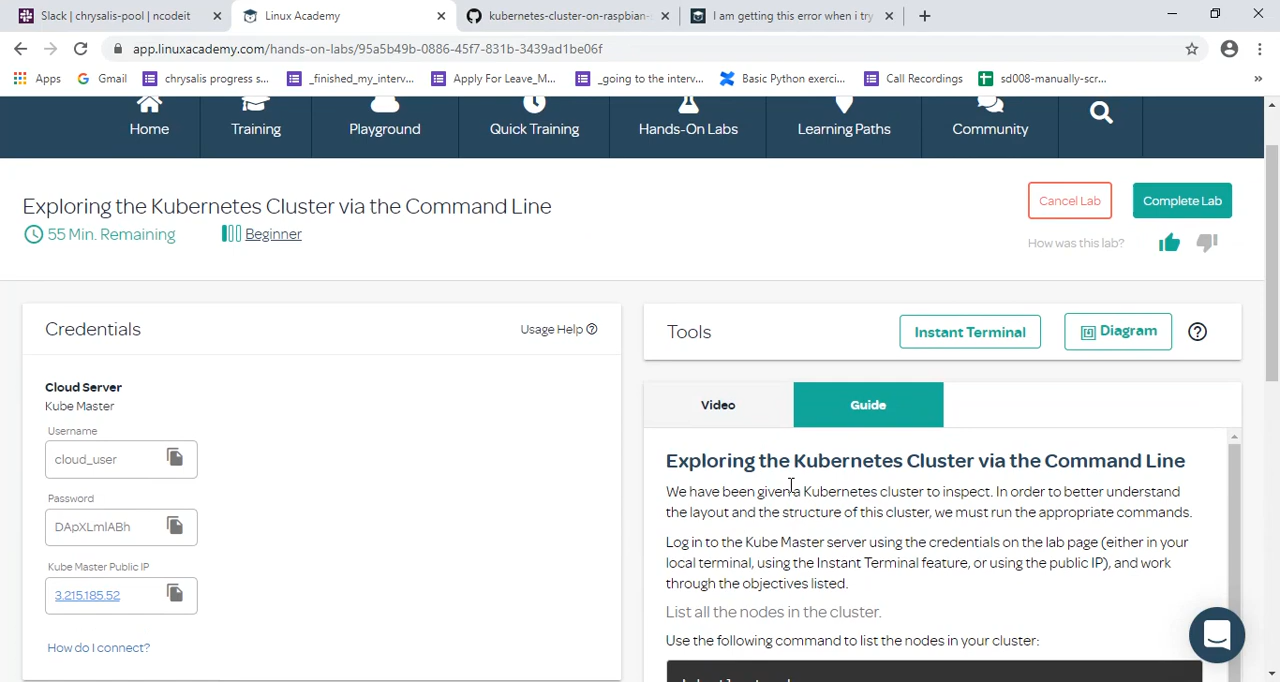 Slack | chrysalis-pool | ncodeit
Linux Academy
kubernetes-cluster-on-raspbian-
I am getting this error when i try
app.linuxacademy.com/hands-on-labs/95a5b49b-0886-45f7-831b-3439ad1be06f
Apps
Gmail
chrysalis progress s...
_finished_my_interv...
Apply For Leave_M...
_going to the interv...
Basic Python exerci...
Call Recordings
sd008-manually-scr...
Home
Training
Playground
Quick Training
Hands-On Labs
Learning Paths
Community
Exploring the Kubernetes Cluster via the Command Line
Cancel Lab
Complete Lab
55 Min. Remaining
Beginner
How was this lab?
Credentials
Usage Help
Tools
Instant Terminal
Diagram
Cloud Server
Kube Master
Username
cloud_user
Password
DApXLmlABh
Kube Master Public IP
3.215.185.52
How do I connect?
Video
Guide
Exploring the Kubernetes Cluster via the Command Line
We have been given a Kubernetes cluster to inspect. In order to better understand
the layout and the structure of this cluster, we must run the appropriate commands.
Log in to the Kube Master server using the credentials on the lab page (either in your
local terminal, using the Instant Terminal feature, or using the public IP), and work
through the objectives listed.
List all the nodes in the cluster.
Use the following command to list the nodes in your cluster: